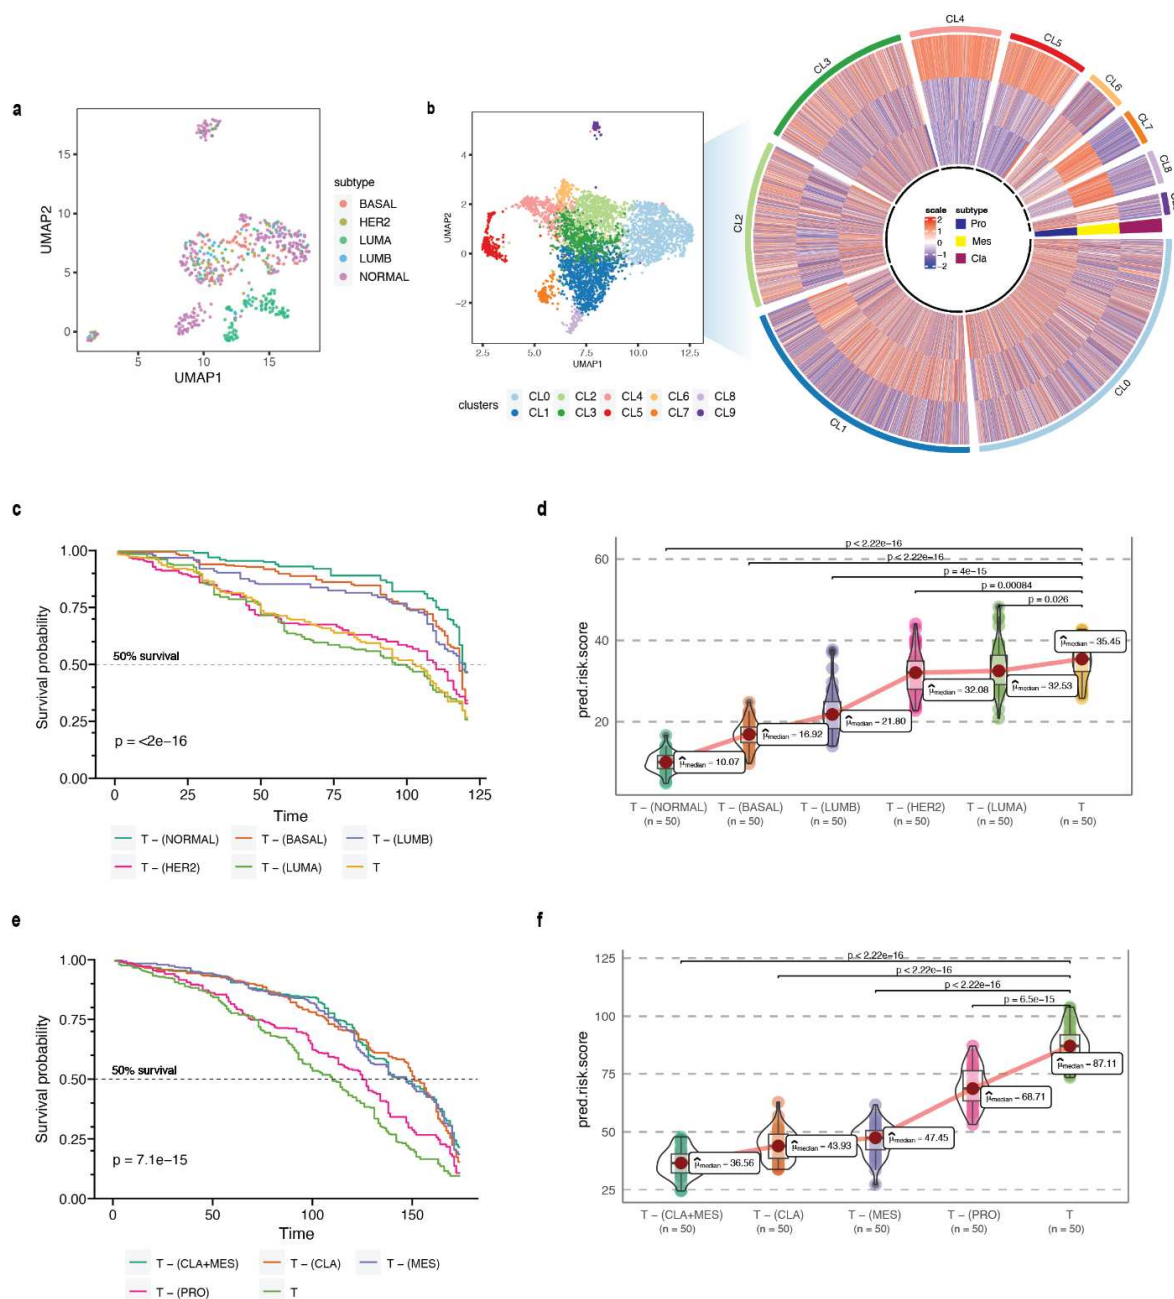 a
UMAP2
15
10
5
0
5
10
15
UMAP1
subtype
BASAL
HER2
LUMA
LUMB
NORMAL
b
UMAP2
4
2
0
−2
2.5
5.0
7.5
10.0
12.5
UMAP1
clusters
CL0 CL2 CL4 CL6 CL8
CL1 CL3 CL5 CL7 CL9
CL4
CL5
CL6
CL7
CL8
CL3
CL2
CL1
CL0
scale subtype
2
1
0
−1
−2
Pro
Mes
Cla
c
Survival probability
1.00
0.75
0.50
0.25
0.00
50% survival
p = <2e−16
0 25 50 75 100 125
Time
T − (NORMAL) T − (BASAL) T − (LUMB)
T − (HER2) T − (LUMA) T
d
pred.risk.score
60
40
20
p < 2.22e−16
p < 2.22e−16
p = 4e−15
p = 0.00084
p = 0.026
μ̂median = 10.07
μ̂median = 16.92
μ̂median = 21.80
μ̂median = 32.08
μ̂median = 32.53
μ̂median = 35.45
T − (NORMAL) T − (BASAL) T − (LUMB) T − (HER2) T − (LUMA) T
(n = 50) (n = 50) (n = 50) (n = 50) (n = 50) (n = 50)
e
Survival probability
1.00
0.75
0.50
0.25
0.00
50% survival
p = 7.1e−15
0 50 100 150
Time
T − (CLA+MES) T − (CLA) T − (MES)
T − (PRO) T
f
pred.risk.score
125
100
75
50
25
p < 2.22e−16
p < 2.22e−16
p < 2.22e−16
p = 6.5e−15
μ̂median = 36.56
μ̂median = 43.93
μ̂median = 47.45
μ̂median = 68.71
μ̂median = 87.11
T − (CLA+MES) T − (CLA) T − (MES) T − (PRO) T
(n = 50) (n = 50) (n = 50) (n = 50) (n = 50)